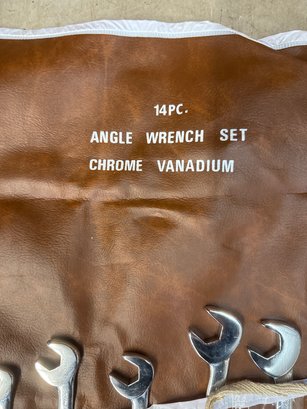 14PC.
ANGLE WRENCH SET
CHROME VANADIUM